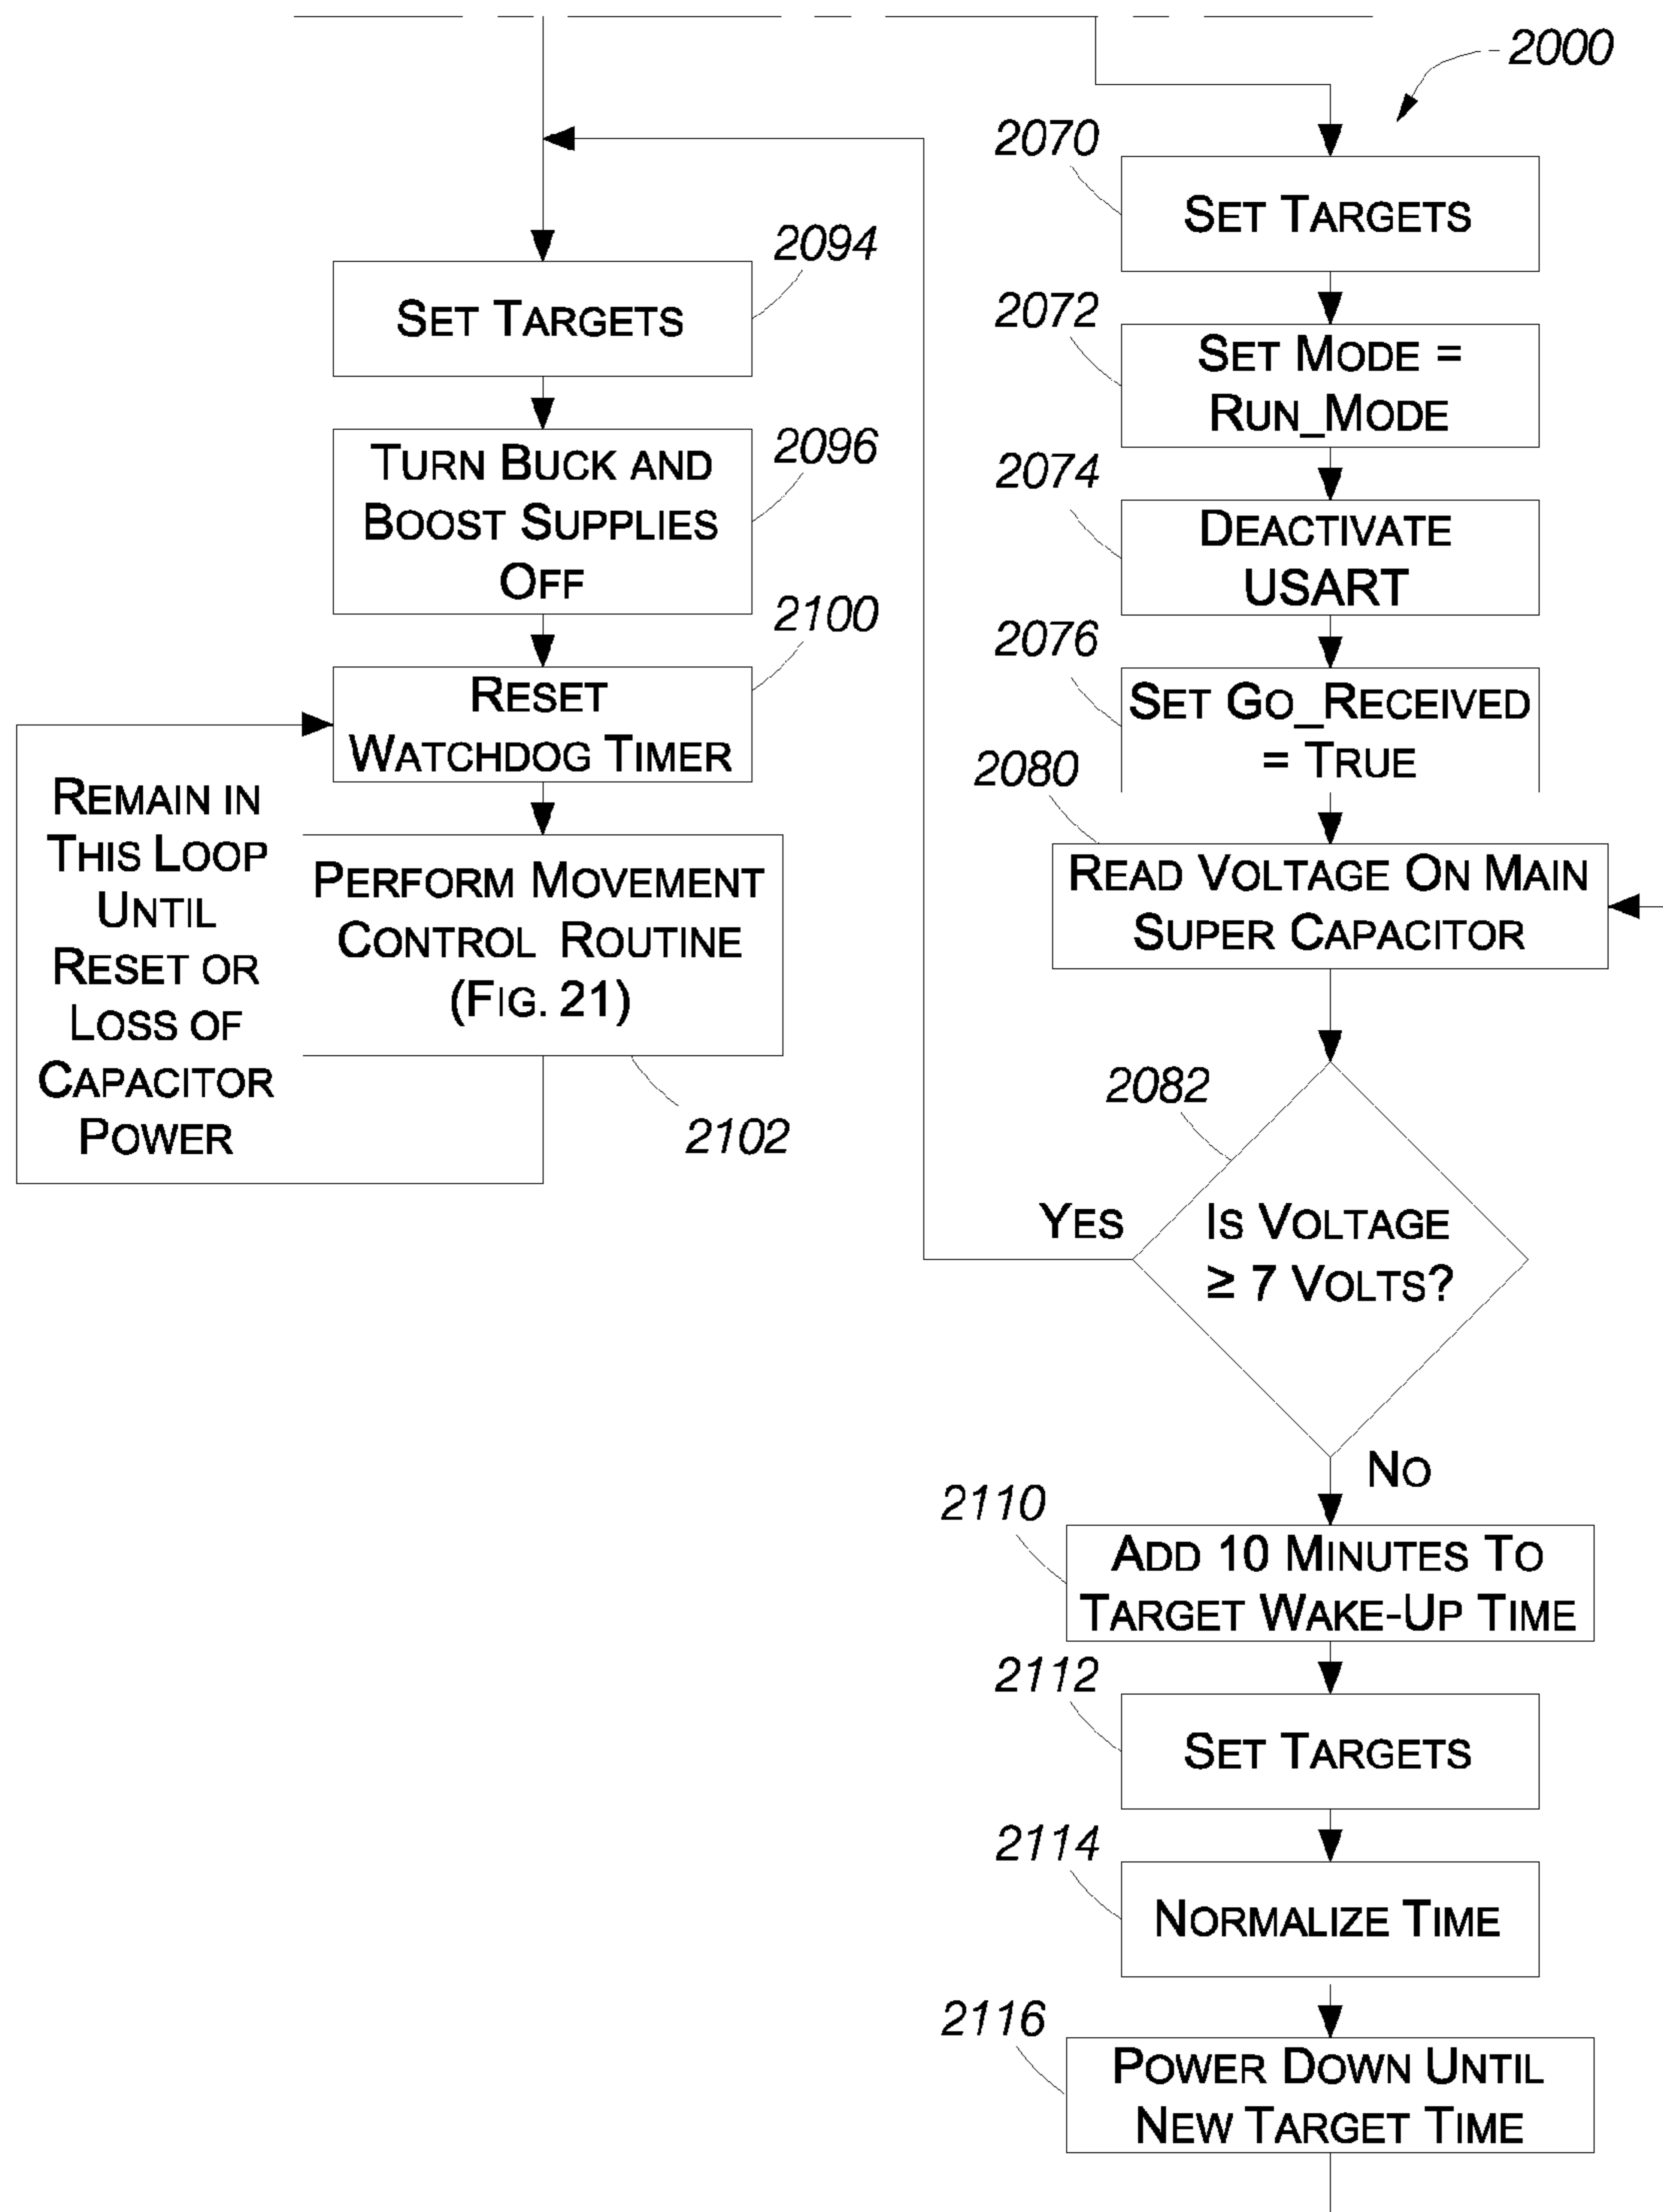 2000
2094
SET TARGETS
2096
TURN BUCK AND
BOOST SUPPLIES
OFF
2100
RESET
WATCHDOG TIMER
REMAIN IN
THIS LOOP
UNTIL
RESET OR
LOSS OF
CAPACITOR
POWER
PERFORM MOVEMENT
CONTROL ROUTINE
(FIG. 21)
2102
2070
SET TARGETS
2072
SET MODE =
RUN_MODE
2074
DEACTIVATE
USART
2076
SET GO_RECEIVED
= TRUE
2080
READ VOLTAGE ON MAIN
SUPER CAPACITOR
2082
YES
IS VOLTAGE
≥ 7 VOLTS?
NO
2110
ADD 10 MINUTES TO
TARGET WAKE-UP TIME
2112
SET TARGETS
2114
NORMALIZE TIME
2116
POWER DOWN UNTIL
NEW TARGET TIME